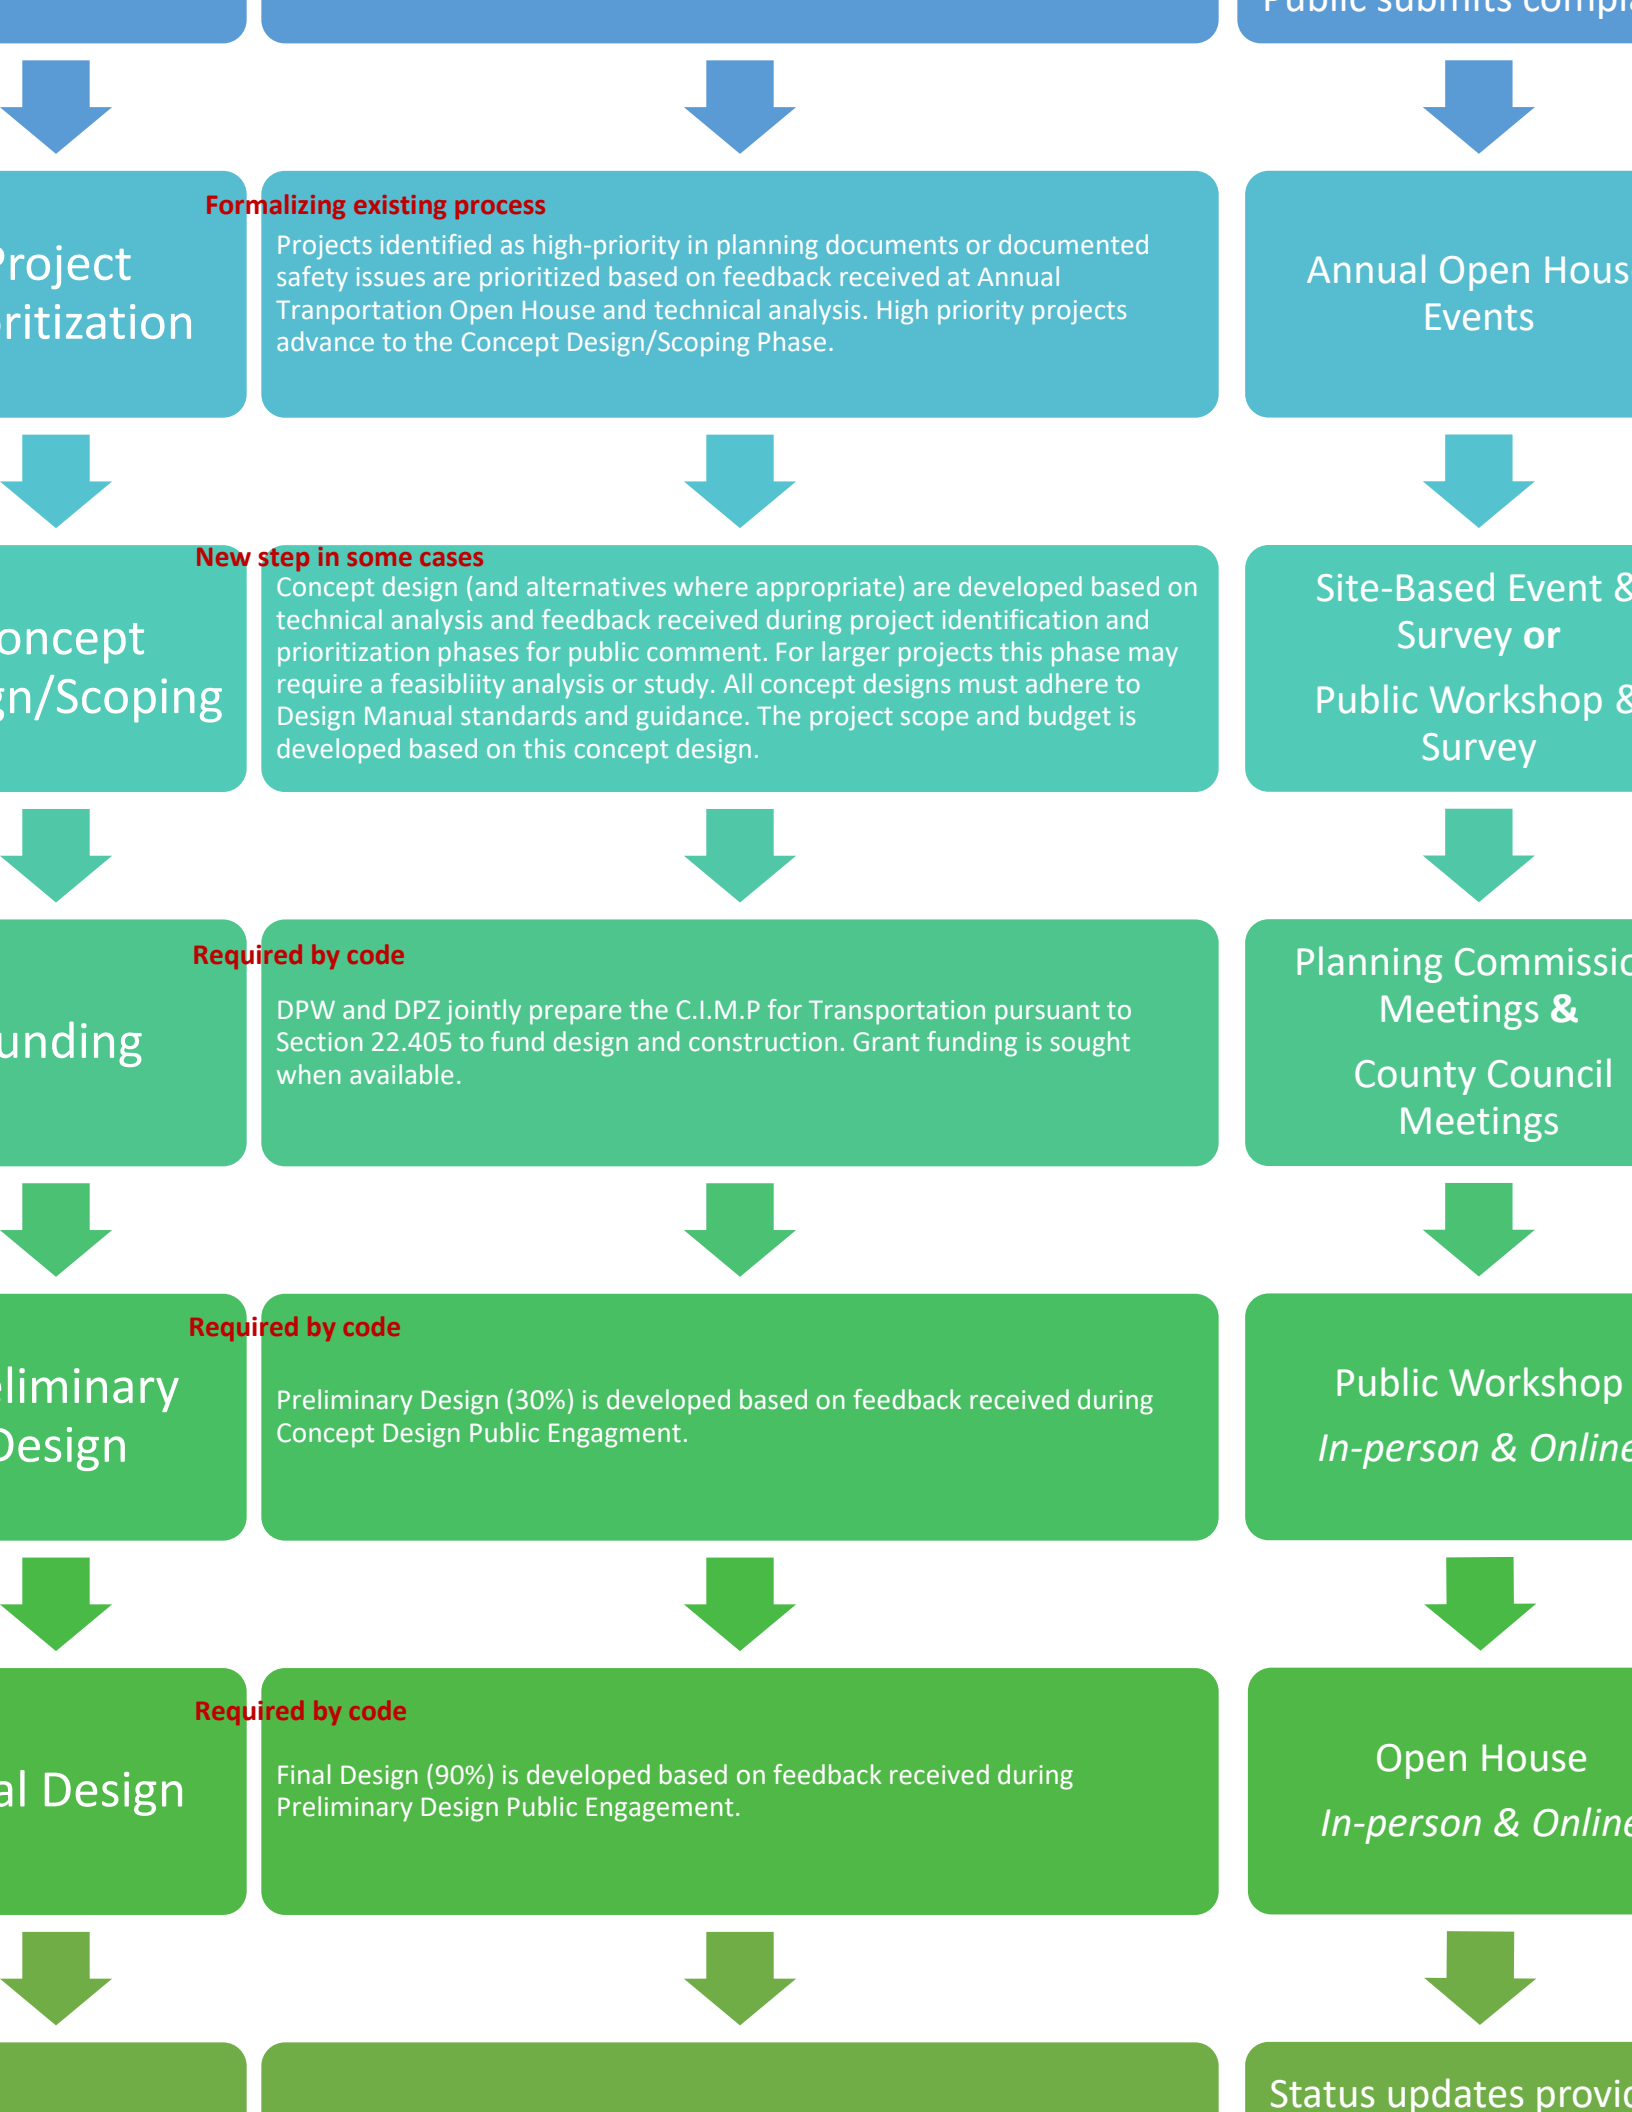 Public submits
Formalizing existing process
Project
Projects identified as high-priority in planning documents or documented
safety issues are prioritized based on feedback received at Annual
Tranportation Open House and technical analysis. High priority projects
advance to the Concept Design/Scoping Phase.
Annual Open
Events
New step in some cases
Concept design (and alternatives where appropriate) are developed based on
technical analysis and feedback received during project identification and
prioritization phases for public comment. For larger projects this phase may
require a feasibliity analysis or study. All concept designs must adhere to
Design Manual standards and guidance. The project scope and budget is
developed based on this concept design.
Site-Based Event &
Survey or
Public Workshop &
Survey
Required by code
DPW and DPZ jointly prepare the C.I.M.P for Transportation pursuant to
Section 22.405 to fund design and construction. Grant funding is sought
when available.
Planning
Meetings &
County Council
Meetings
Required by code
Design
Preliminary Design (30%) is developed based on feedback received during
Concept Design Public Engagment.
Public Workshop
In-person & Online
Required by code
Design
Final Design (90%) is developed based on feedback received during
Preliminary Design Public Engagement.
Open House
In-person & Online
Status updates